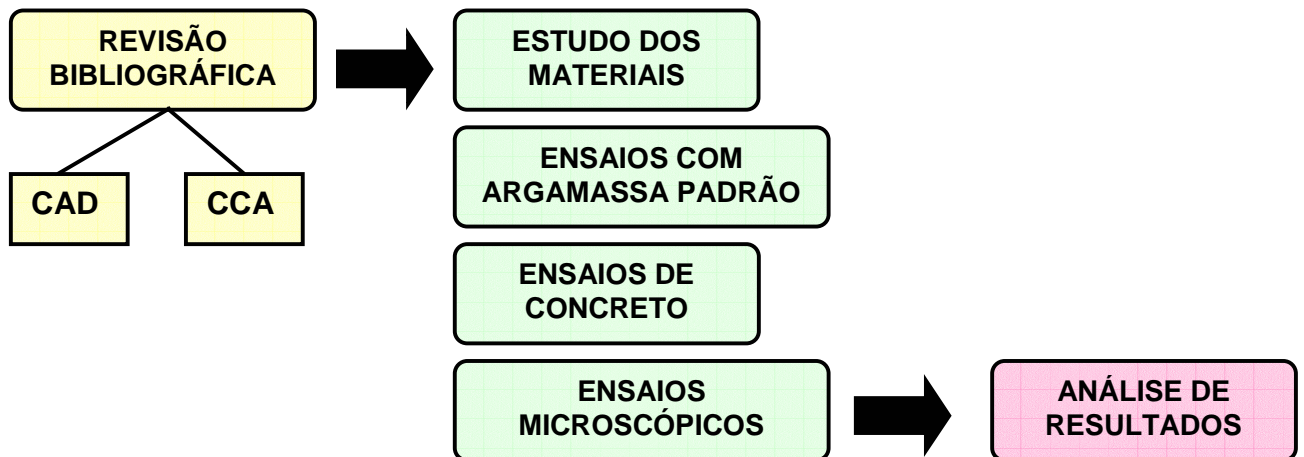 REVISÃO
BIBLIOGRÁFICA
CAD
CCA
ESTUDO DOS
MATERIAIS
ENSAIOS COM
ARGAMASSA PADRÃO
ENSAIOS DE
CONCRETO
ENSAIOS
MICROSCÓPICOS
ANÁLISE DE
RESULTADOS